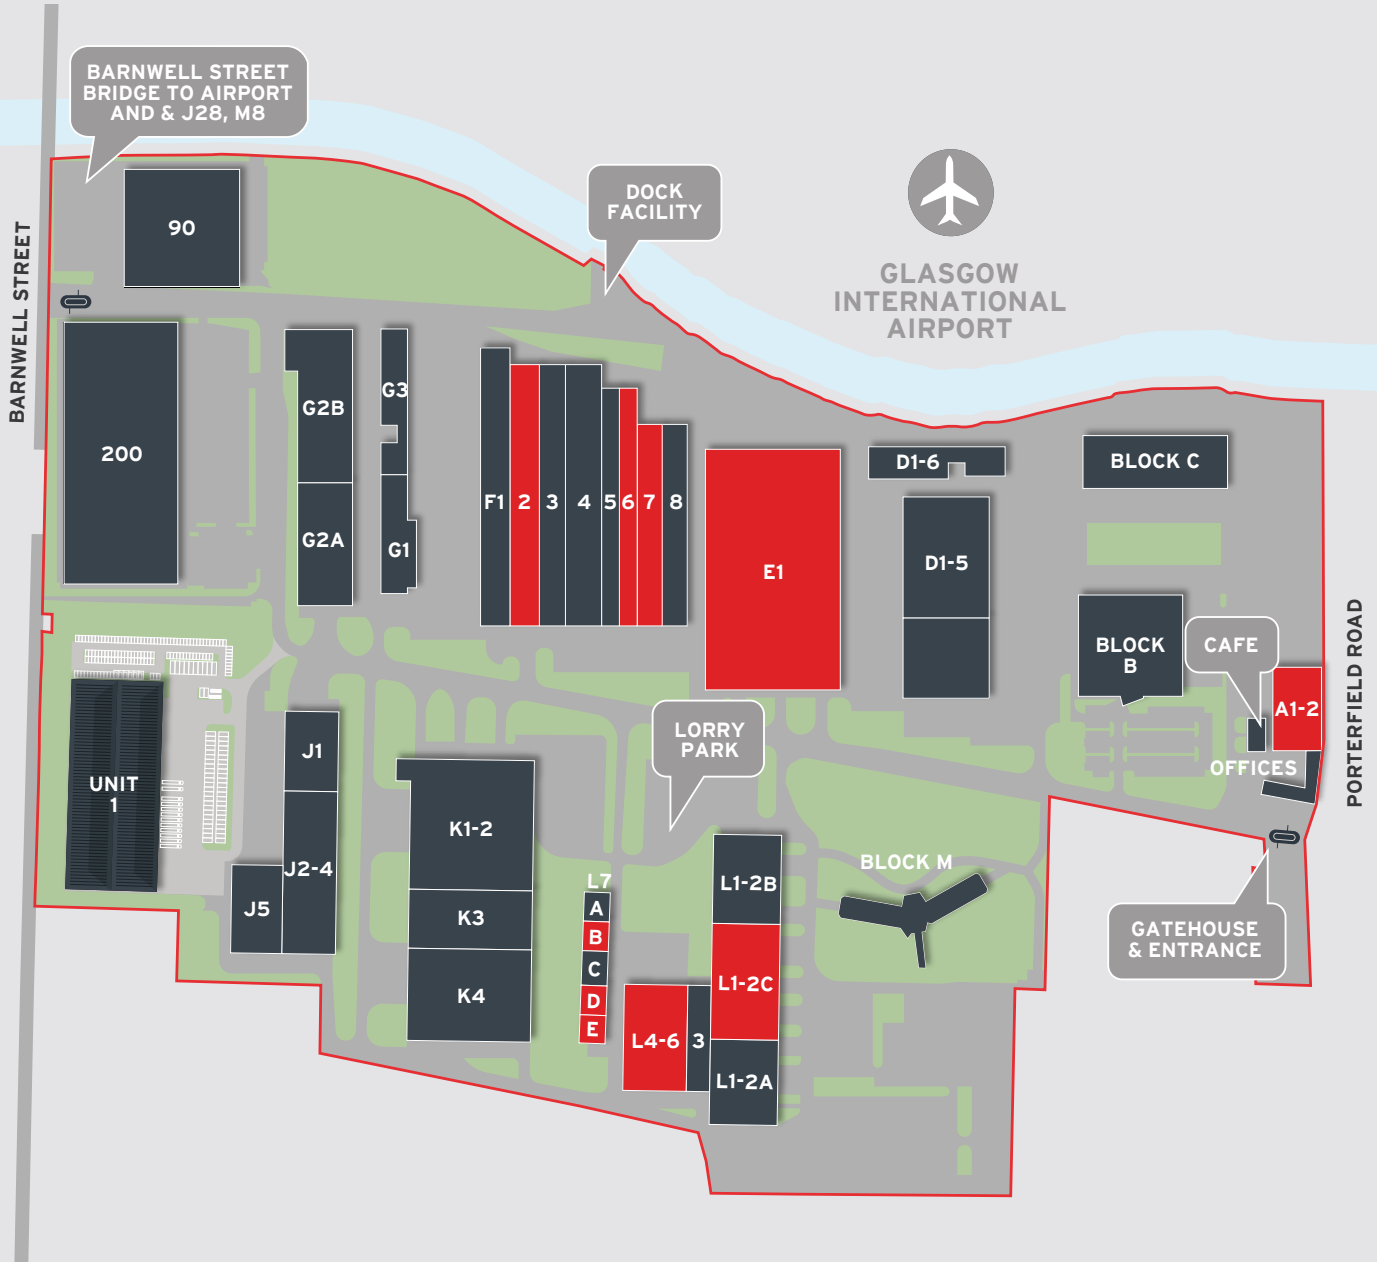 BARNWELL STREET
BRIDGE TO AIRPORT
AND & J28, M8
DOCK
FACILITY
GLASGOW
INTERNATIONAL
AIRPORT
BARNWELL STREET
90
200
G2B
G2A
G3
G1
F1
2
3
4
5
6
7
8
E1
D1-6
D1-5
BLOCK C
BLOCK
B
CAFE
A1-2
OFFICES
PORTERFIELD ROAD
LORRY
PARK
UNIT
1
J1
J2-4
J5
K1-2
K3
K4
L7
A
B
C
D
E
L4-6
3
L1-2B
L1-2C
L1-2A
BLOCK M
GATEHOUSE
& ENTRANCE